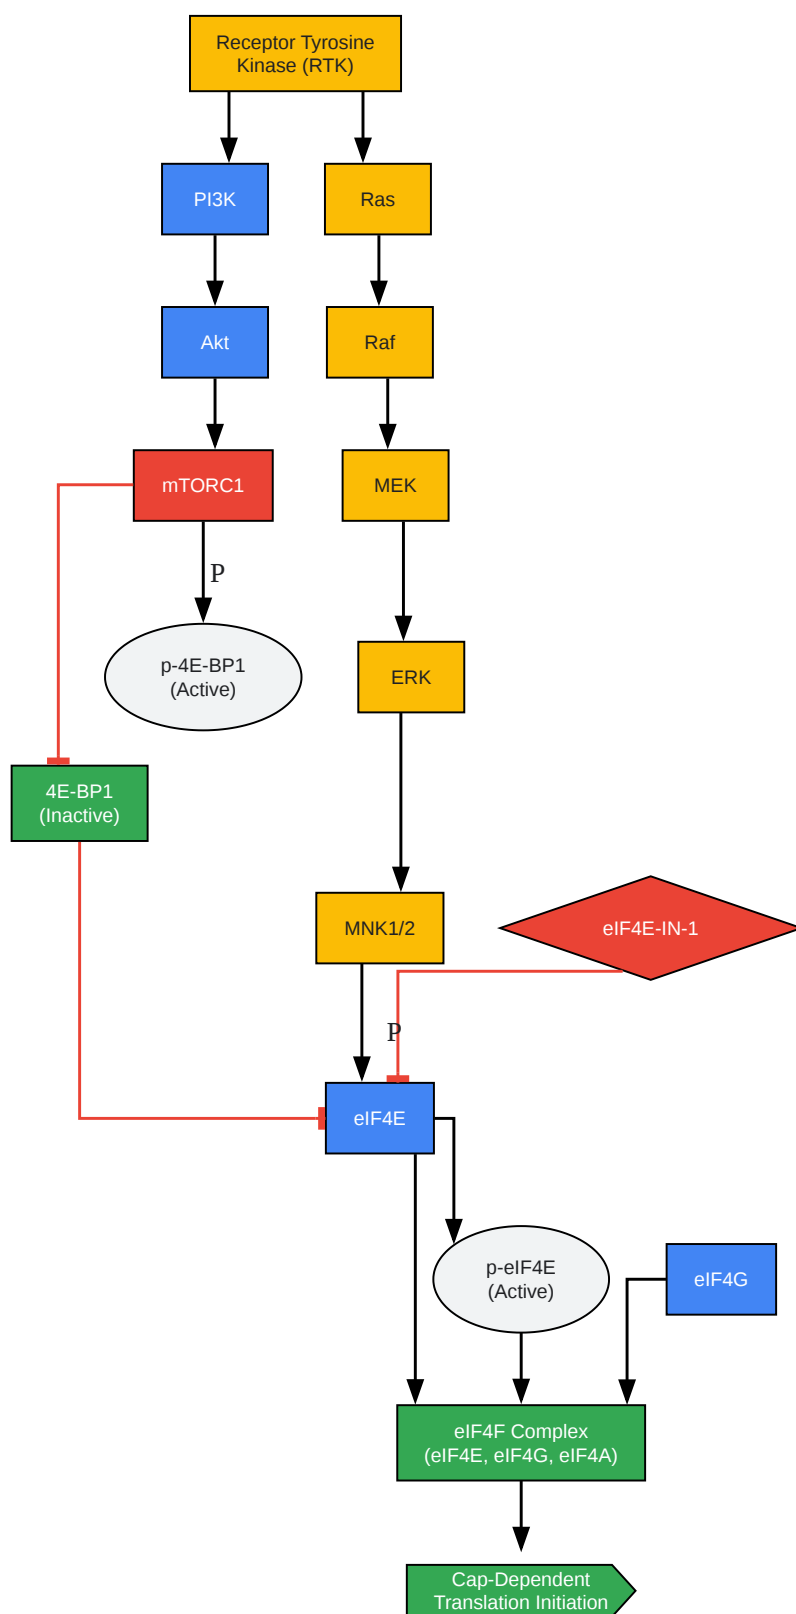 Receptor Tyrosine
Kinase (RTK)
PI3K
Ras
Akt
Raf
mTORC1
MEK
P
p-4E-BP1
(Active)
ERK
4E-BP1
(Inactive)
MNK1/2
eIF4E-IN-1
P
eIF4E
p-eIF4E
(Active)
eIF4G
eIF4F Complex
(eIF4E, eIF4G, eIF4A)
Cap-Dependent
Translation Initiation